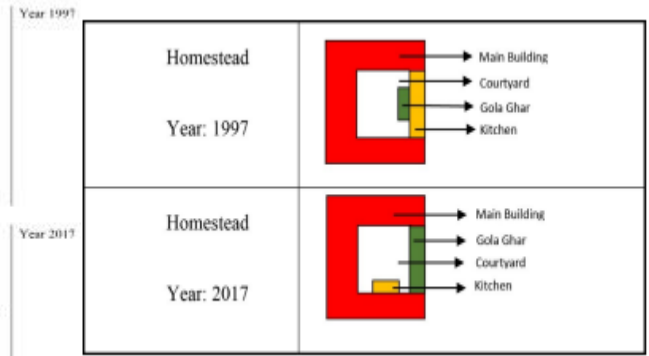 Year 1997
Homestead
Year: 1997
Main Building
Courtyard
Gola Ghar
Kitchen
Year 2017
Homestead
Year: 2017
Main Building
Gola Ghar
Courtyard
Kitchen